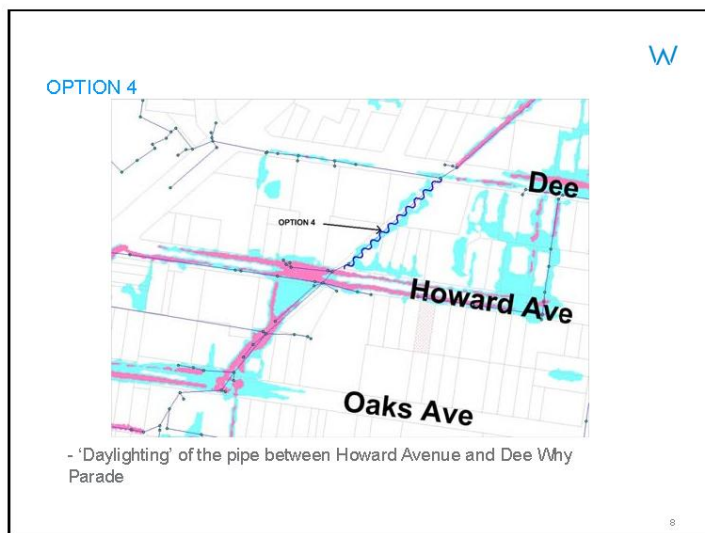 W
OPTION 4
OPTION 4
Dee
Howard Ave
Oaks Ave
- ‘Daylighting’ of the pipe between Howard Avenue and Dee Why
Parade
8